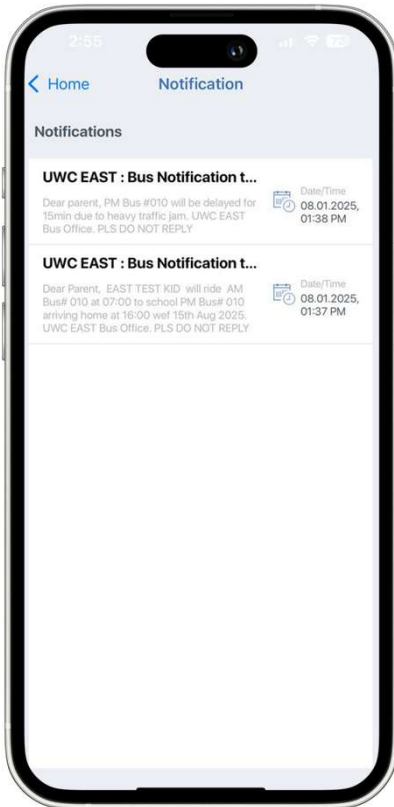 2:55
73
Home
Notification
Notifications
UWC EAST : Bus Notification t...
Dear parent, PM Bus #010 will be delayed for
15min due to heavy traffic jam. UWC EAST
Bus Office. PLS DO NOT REPLY
Date/Time
08.01.2025,
01:38 PM
UWC EAST : Bus Notification t...
Dear Parent,  EAST TEST KID  will ride  AM
Bus# 010 at 07:00 to school PM Bus# 010
arriving home at 16:00 wef 15th Aug 2025.
UWC EAST Bus Office. PLS DO NOT REPLY
Date/Time
08.01.2025,
01:37 PM